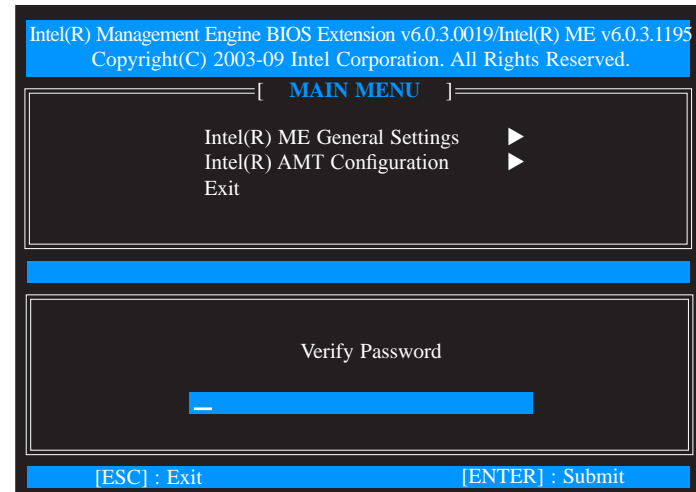 Intel(R) Management Engine BIOS Extension v6.0.3.0019/Intel(R) ME v6.0.3.1195
Copyright(C) 2003-09 Intel Corporation. All Rights Reserved.
[ MAIN MENU ]
Intel(R) ME General Settings ▶
Intel(R) AMT Configuration ▶
Exit
Verify Password
[ESC] : Exit [ENTER] : Submit